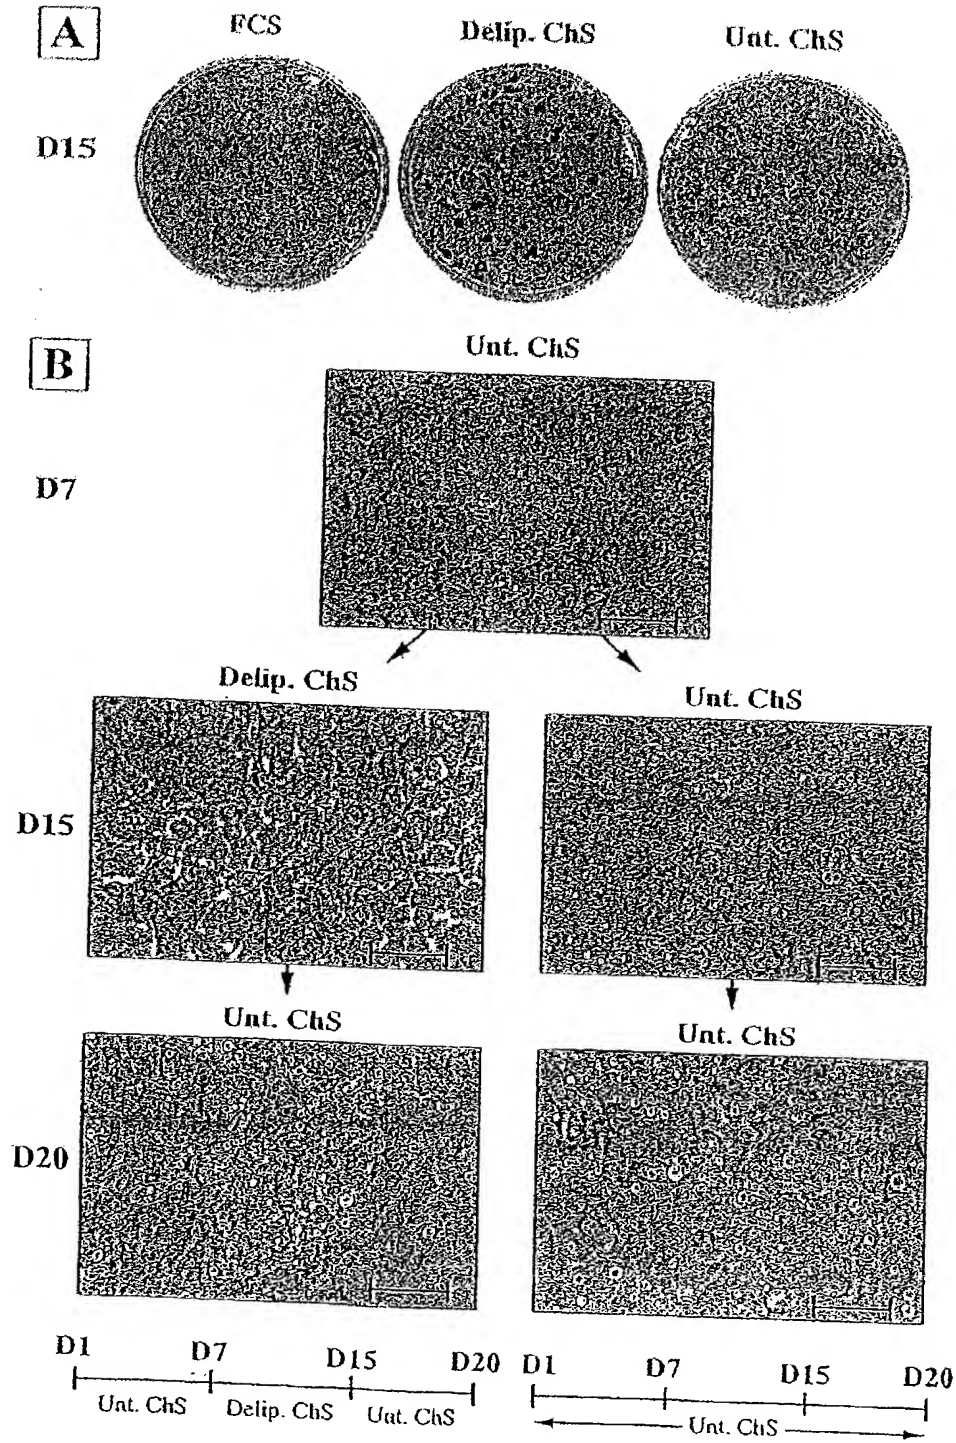 A
FCS Delip. ChS Unt. ChS
D15
B
Unt. ChS
D7
Delip. ChS Unt. ChS
D15
Unt. ChS Unt. ChS
D20
D1 D7 D15 D20 D1 D7 D15 D20
Unt. ChS Delip. ChS Unt. ChS Unt. ChS